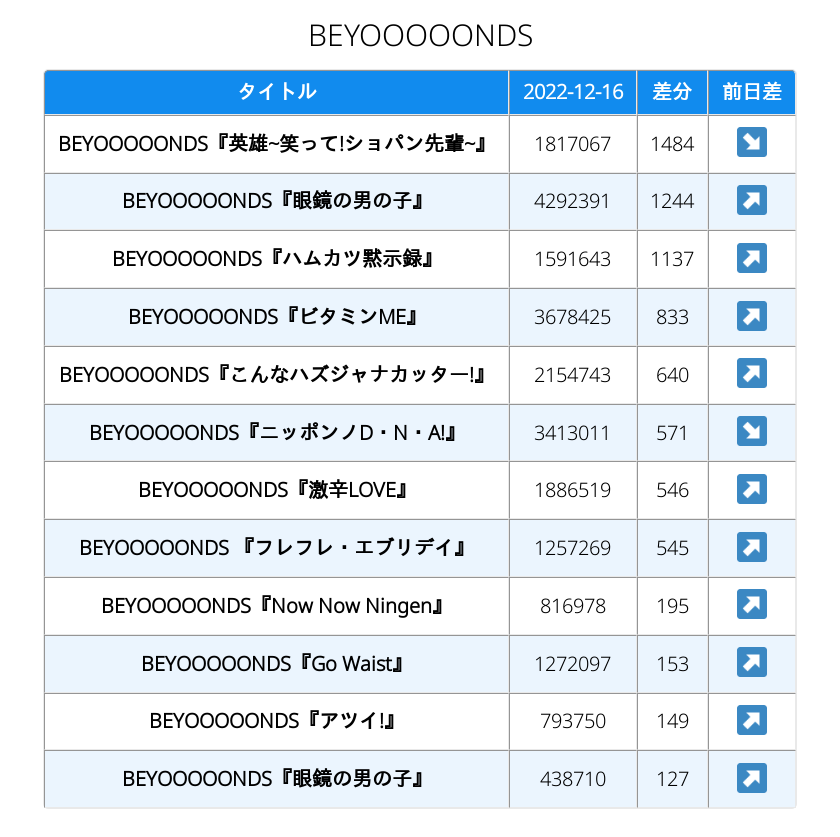 BEYOOOOONDS
タイトル 2022-12-16 差分 前日差
BEYOOOOONDS『英雄~笑って!ショパン先輩~』 1817067 1484 ↘
BEYOOOOONDS『眼鏡の男の子』 4292391 1244 ↗
BEYOOOOONDS『ハムカツ黙示録』 1591643 1137 ↗
BEYOOOOONDS『ビタミンME』 3678425 833 ↗
BEYOOOOONDS『こんなハズジャナカッター!』 2154743 640 ↗
BEYOOOOONDS『ニッポンノD・N・A!』 3413011 571 ↘
BEYOOOOONDS『激辛LOVE』 1886519 546 ↗
BEYOOOOONDS 『フレフレ・エブリデイ』 1257269 545 ↗
BEYOOOOONDS『Now Now Ningen』 816978 195 ↗
BEYOOOOONDS『Go Waist』 1272097 153 ↗
BEYOOOOONDS『アツイ!』 793750 149 ↗
BEYOOOOONDS『眼鏡の男の子』 438710 127 ↗